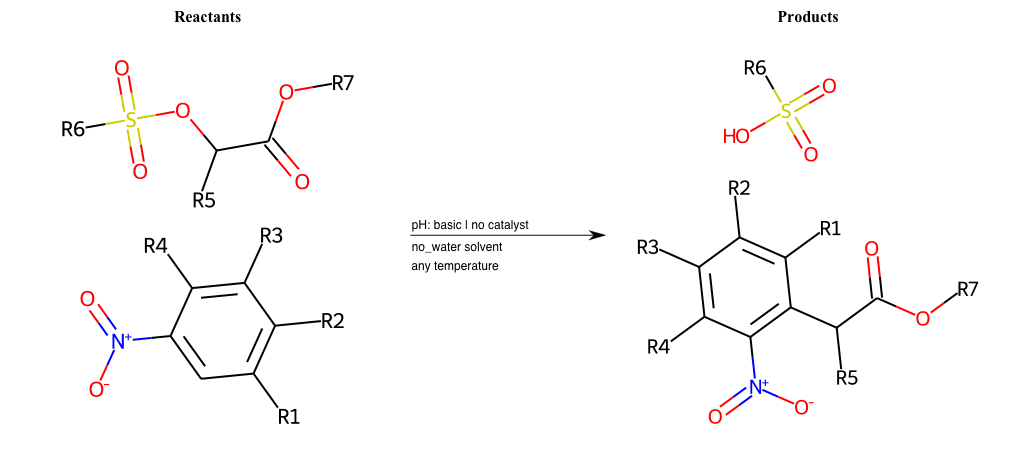 Reactants
Products
O
R6
S
O
O
O
R7
O
R5
R6
S
O
O
HO
R4
R3
R2
R1
O
N+
O-
pH: basic | no catalyst
no_water solvent
any temperature
R2
R1
R3
R4
O
O
R7
R5
N+
O
O-